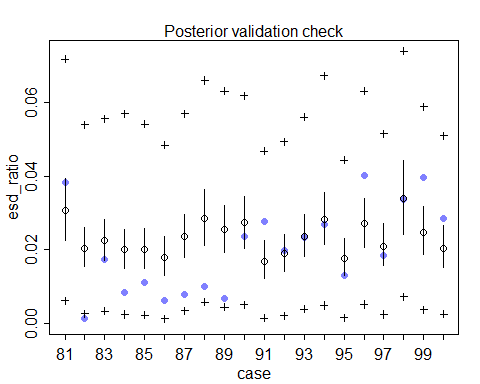 Posterior validation check
esd_ratio
0.06
0.04
0.02
0.00
81 83 85 87 89 91 93 95 97 99
case